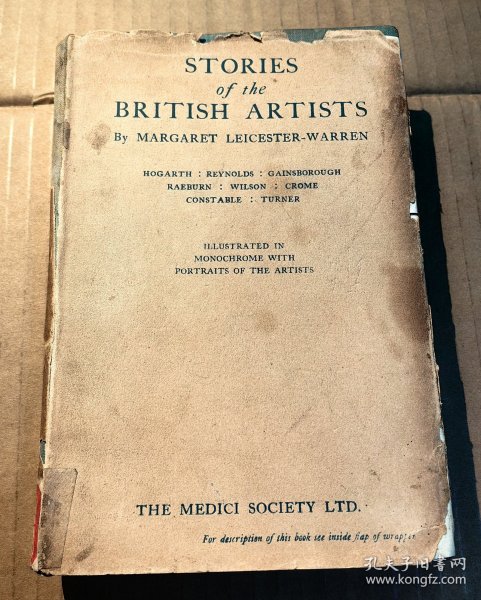 STORIES
of the
BRITISH ARTISTS
By MARGARET LEICESTER-WARREN
HOGARTH : REYNOLDS : GAINSBOROUGH
RAEBURN : WILSON : CROME
CONSTABLE : TURNER
ILLUSTRATED IN
MONOCHROME WITH
PORTRAITS OF THE ARTISTS
THE MEDICI SOCIETY LTD.
For description of this book see inside flap of wrapper
孔夫子旧书网
www.kongfz.com